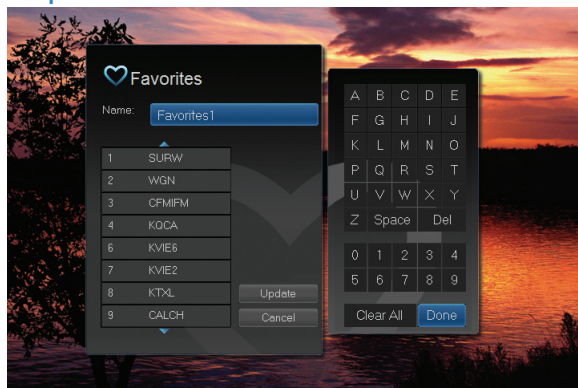 Favorites
Name: Favorites1
1 SURW
2 WGN
3 CFMIFM
4 KQCA
6 KVIE6
7 KVIE2
8 KTXL
9 CALCH
Update
Cancel
A B C D E
F G H I J
K L M N O
P Q R S T
U V W X Y
Z Space Del
0 1 2 3 4
5 6 7 8 9
Clear All Done